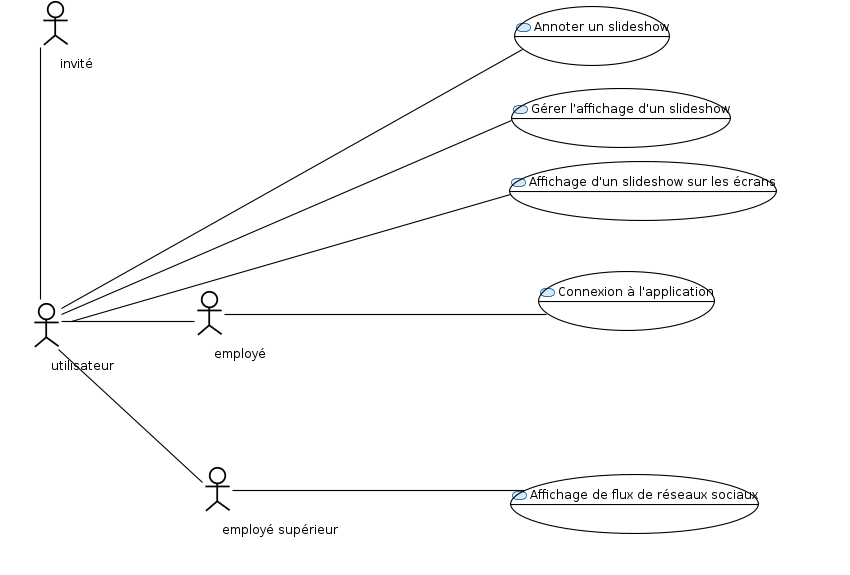 Annoter un slideshow
invité
Gérer l'affichage d'un slideshow
Affichage d'un slideshow sur les écrans
Connexion à l'application
employé
utilisateur
Affichage de flux de réseaux sociaux
employé supérieur